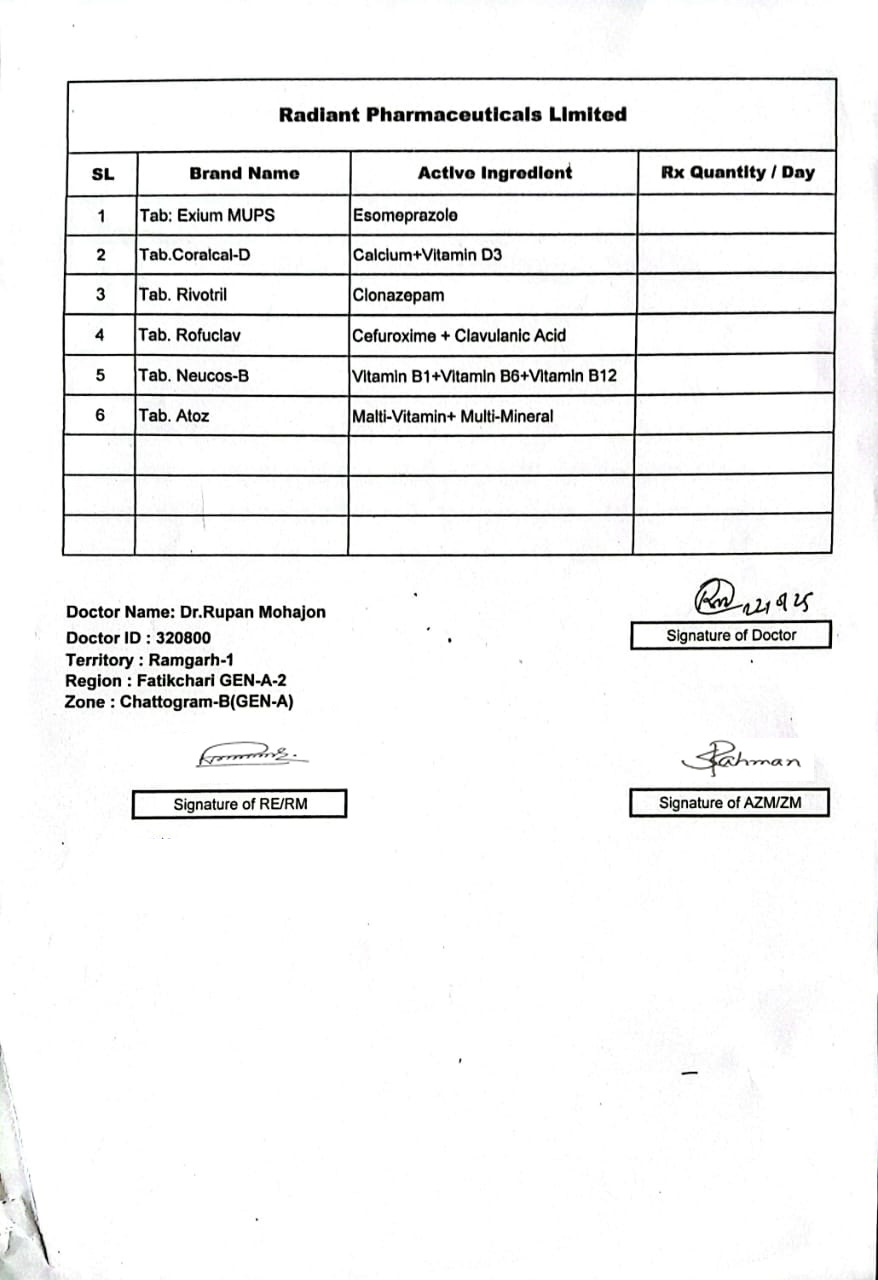 Radiant Pharmaceuticals Limited
SL Brand Name Active Ingredient Rx Quantity / Day
1 Tab: Exium MUPS Esomeprazole
2 Tab.Coralcal-D Calcium+Vitamin D3
3 Tab. Rivotril Clonazepam
4 Tab. Rofuclav Cefuroxime + Clavulanic Acid
5 Tab. Neucos-B Vitamin B1+Vitamin B6+Vitamin B12
6 Tab. Atoz Malti-Vitamin+ Multi-Mineral
Doctor Name: Dr.Rupan Mohajon
Doctor ID : 320800
Territory : Ramgarh-1
Region : Fatikchari GEN-A-2
Zone : Chattogram-B(GEN-A)
Signature of Doctor
Rahman
Signature of RE/RM
Signature of AZM/ZM